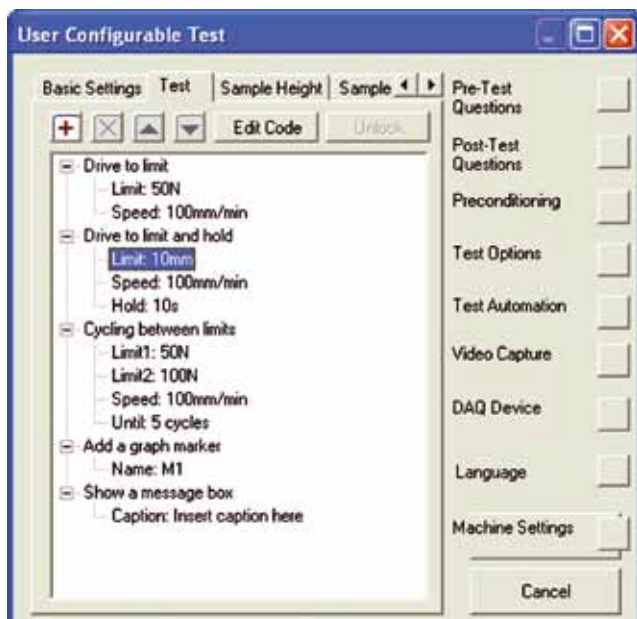 User Configurable Test
Basic Settings
Test
Sample Height
Sample
Edit Code
Unlock
Drive to limit
Limit: 50N
Speed: 100mm/min
Drive to limit and hold
Limit: 10mm
Speed: 100mm/min
Hold: 10s
Cycling between limits
Limit1: 50N
Limit2: 100N
Speed: 100mm/min
Until: 5 cycles
Add a graph marker
Name: M1
Show a message box
Caption: Insert caption here
Pre-Test
Questions
Post-Test
Questions
Preconditioning
Test Options
Test Automation
Video Capture
DAQ Device
Language
Machine Settings
Cancel